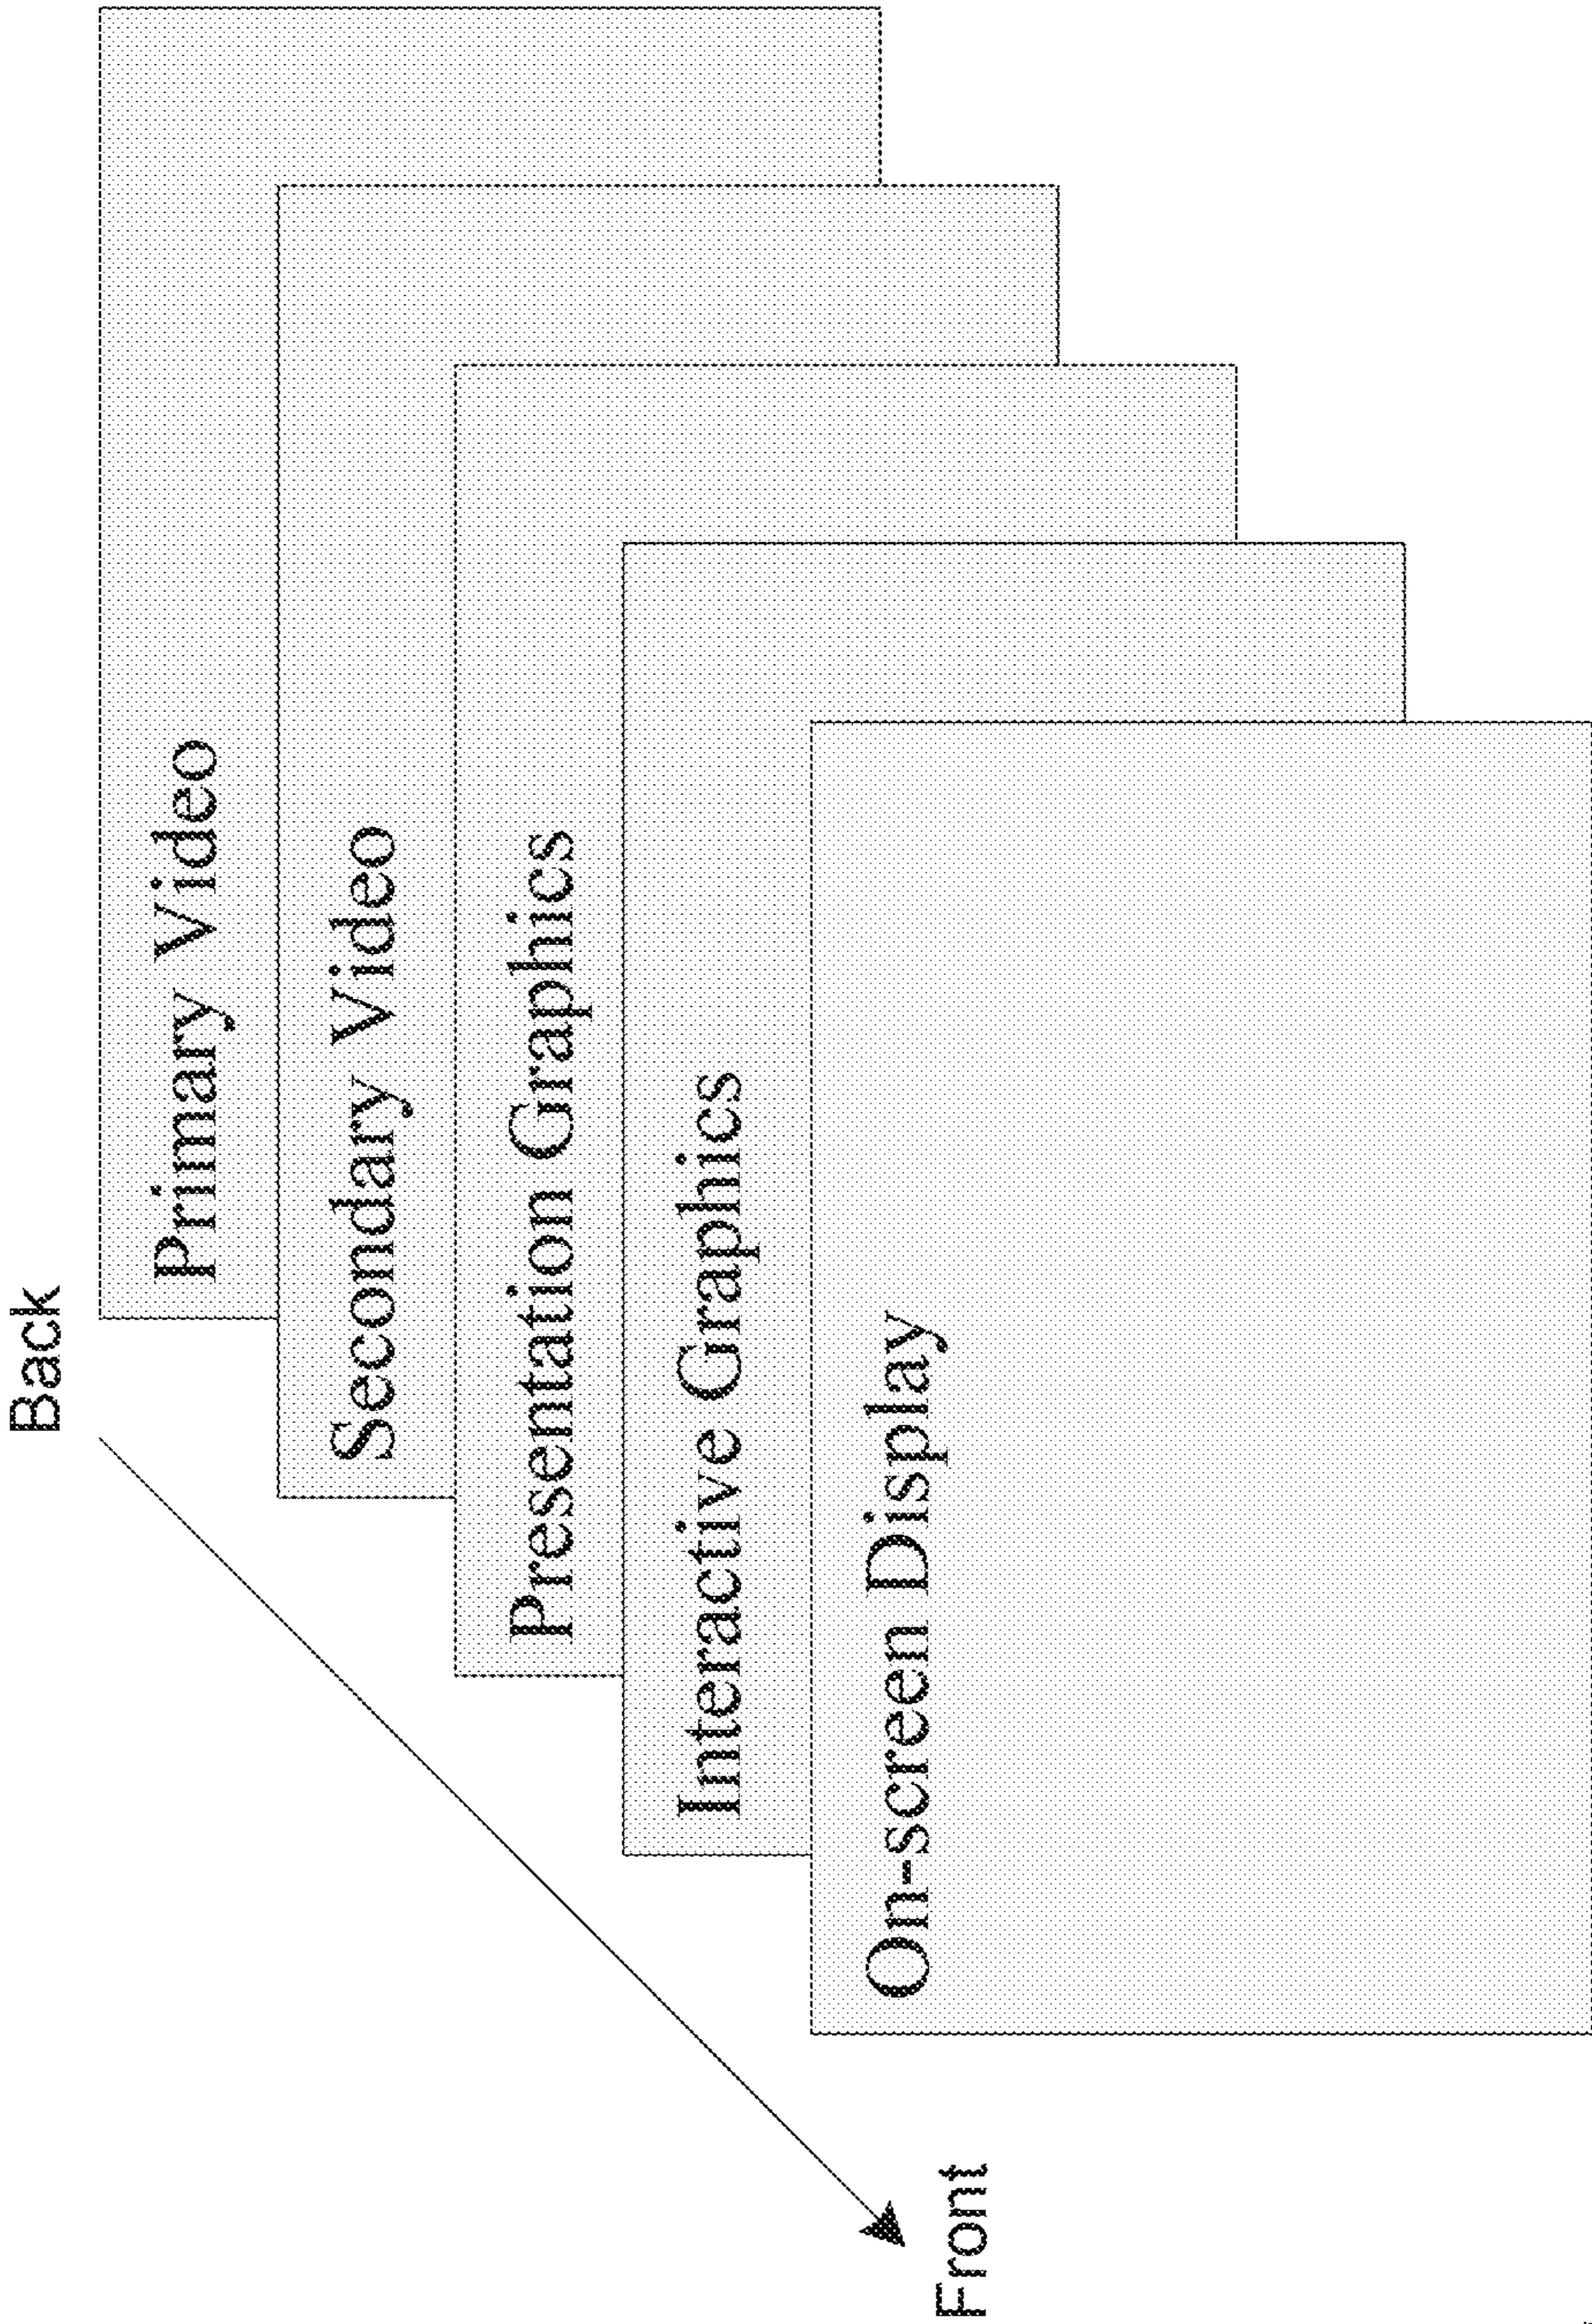 Back
Primary Video
Secondary Video
Presentation Graphics
Interactive Graphics
On-screen Display
Front